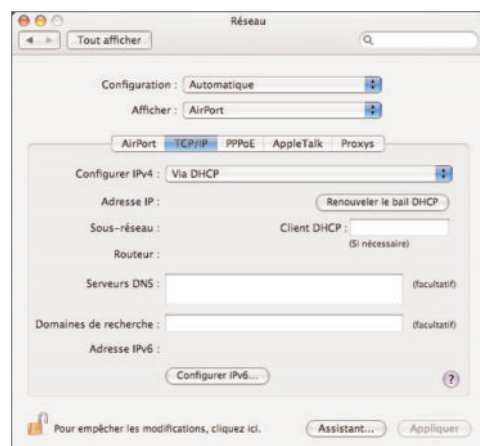 Réseau
Tout afficher
Configuration : Automatique
Afficher : AirPort
AirPort TCP/IP PPPoE AppleTalk Proxys
Configurer IPv4 : Via DHCP
Adresse IP : Renouveler le bail DHCP
Sous-réseau : Client DHCP :
(Si nécessaire)
Routeur :
Serveurs DNS : (facultatif)
Domaines de recherche : (facultatif)
Adresse IPv6 :
Configurer IPv6... ?
Pour empêcher les modifications, cliquez ici. Assistant... Appliquer